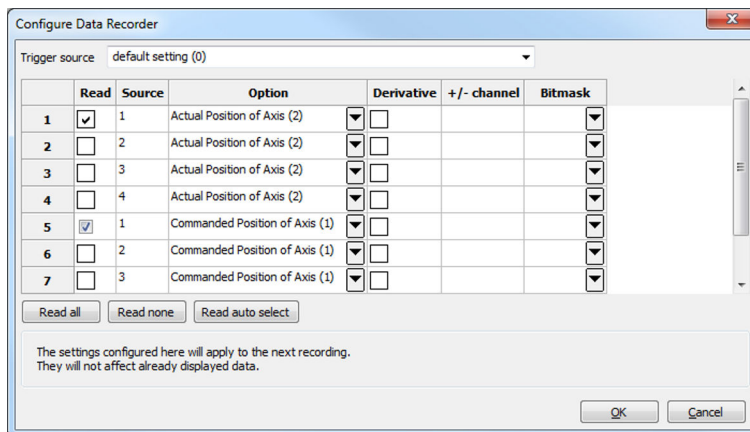 Configure Data Recorder
Trigger source default setting (0)
Read Source Option Derivative +/- channel Bitmask
1 1 Actual Position of Axis (2)
2 2 Actual Position of Axis (2)
3 3 Actual Position of Axis (2)
4 4 Actual Position of Axis (2)
5 1 Commanded Position of Axis (1)
6 2 Commanded Position of Axis (1)
7 3 Commanded Position of Axis (1)
Read all Read none Read auto select
The settings configured here will apply to the next recording.
They will not affect already displayed data.
OK Cancel